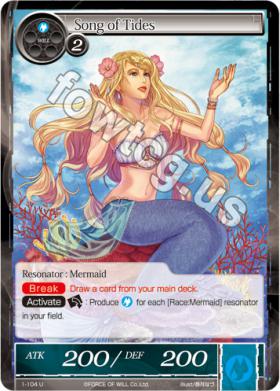 Song of Tides
WILL
2
fowtcg.us
Resonator : Mermaid
Break Draw a card from your main deck.
Activate : Produce for each [Race:Mermaid] resonator
in your field.
ATK 200 / DEF 200
1-104 U
©FORCE OF WILL Co.Ltd.